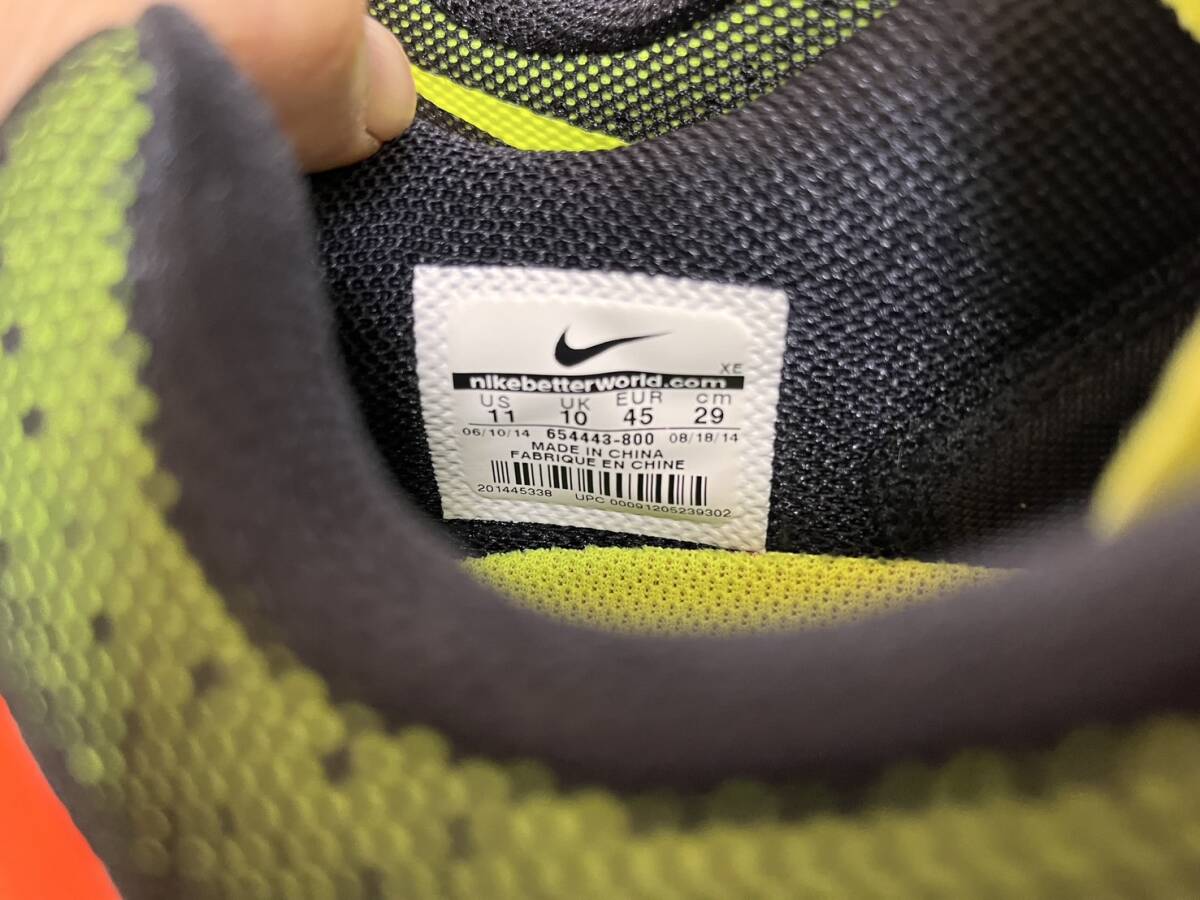 XE
nikebetterworld.com
US UK EUR cm
11 10 45 29
06/10/14 654443-800 08/18/14
MADE IN CHINA
FABRIQUE EN CHINE
201445338 UPC 00091205239302